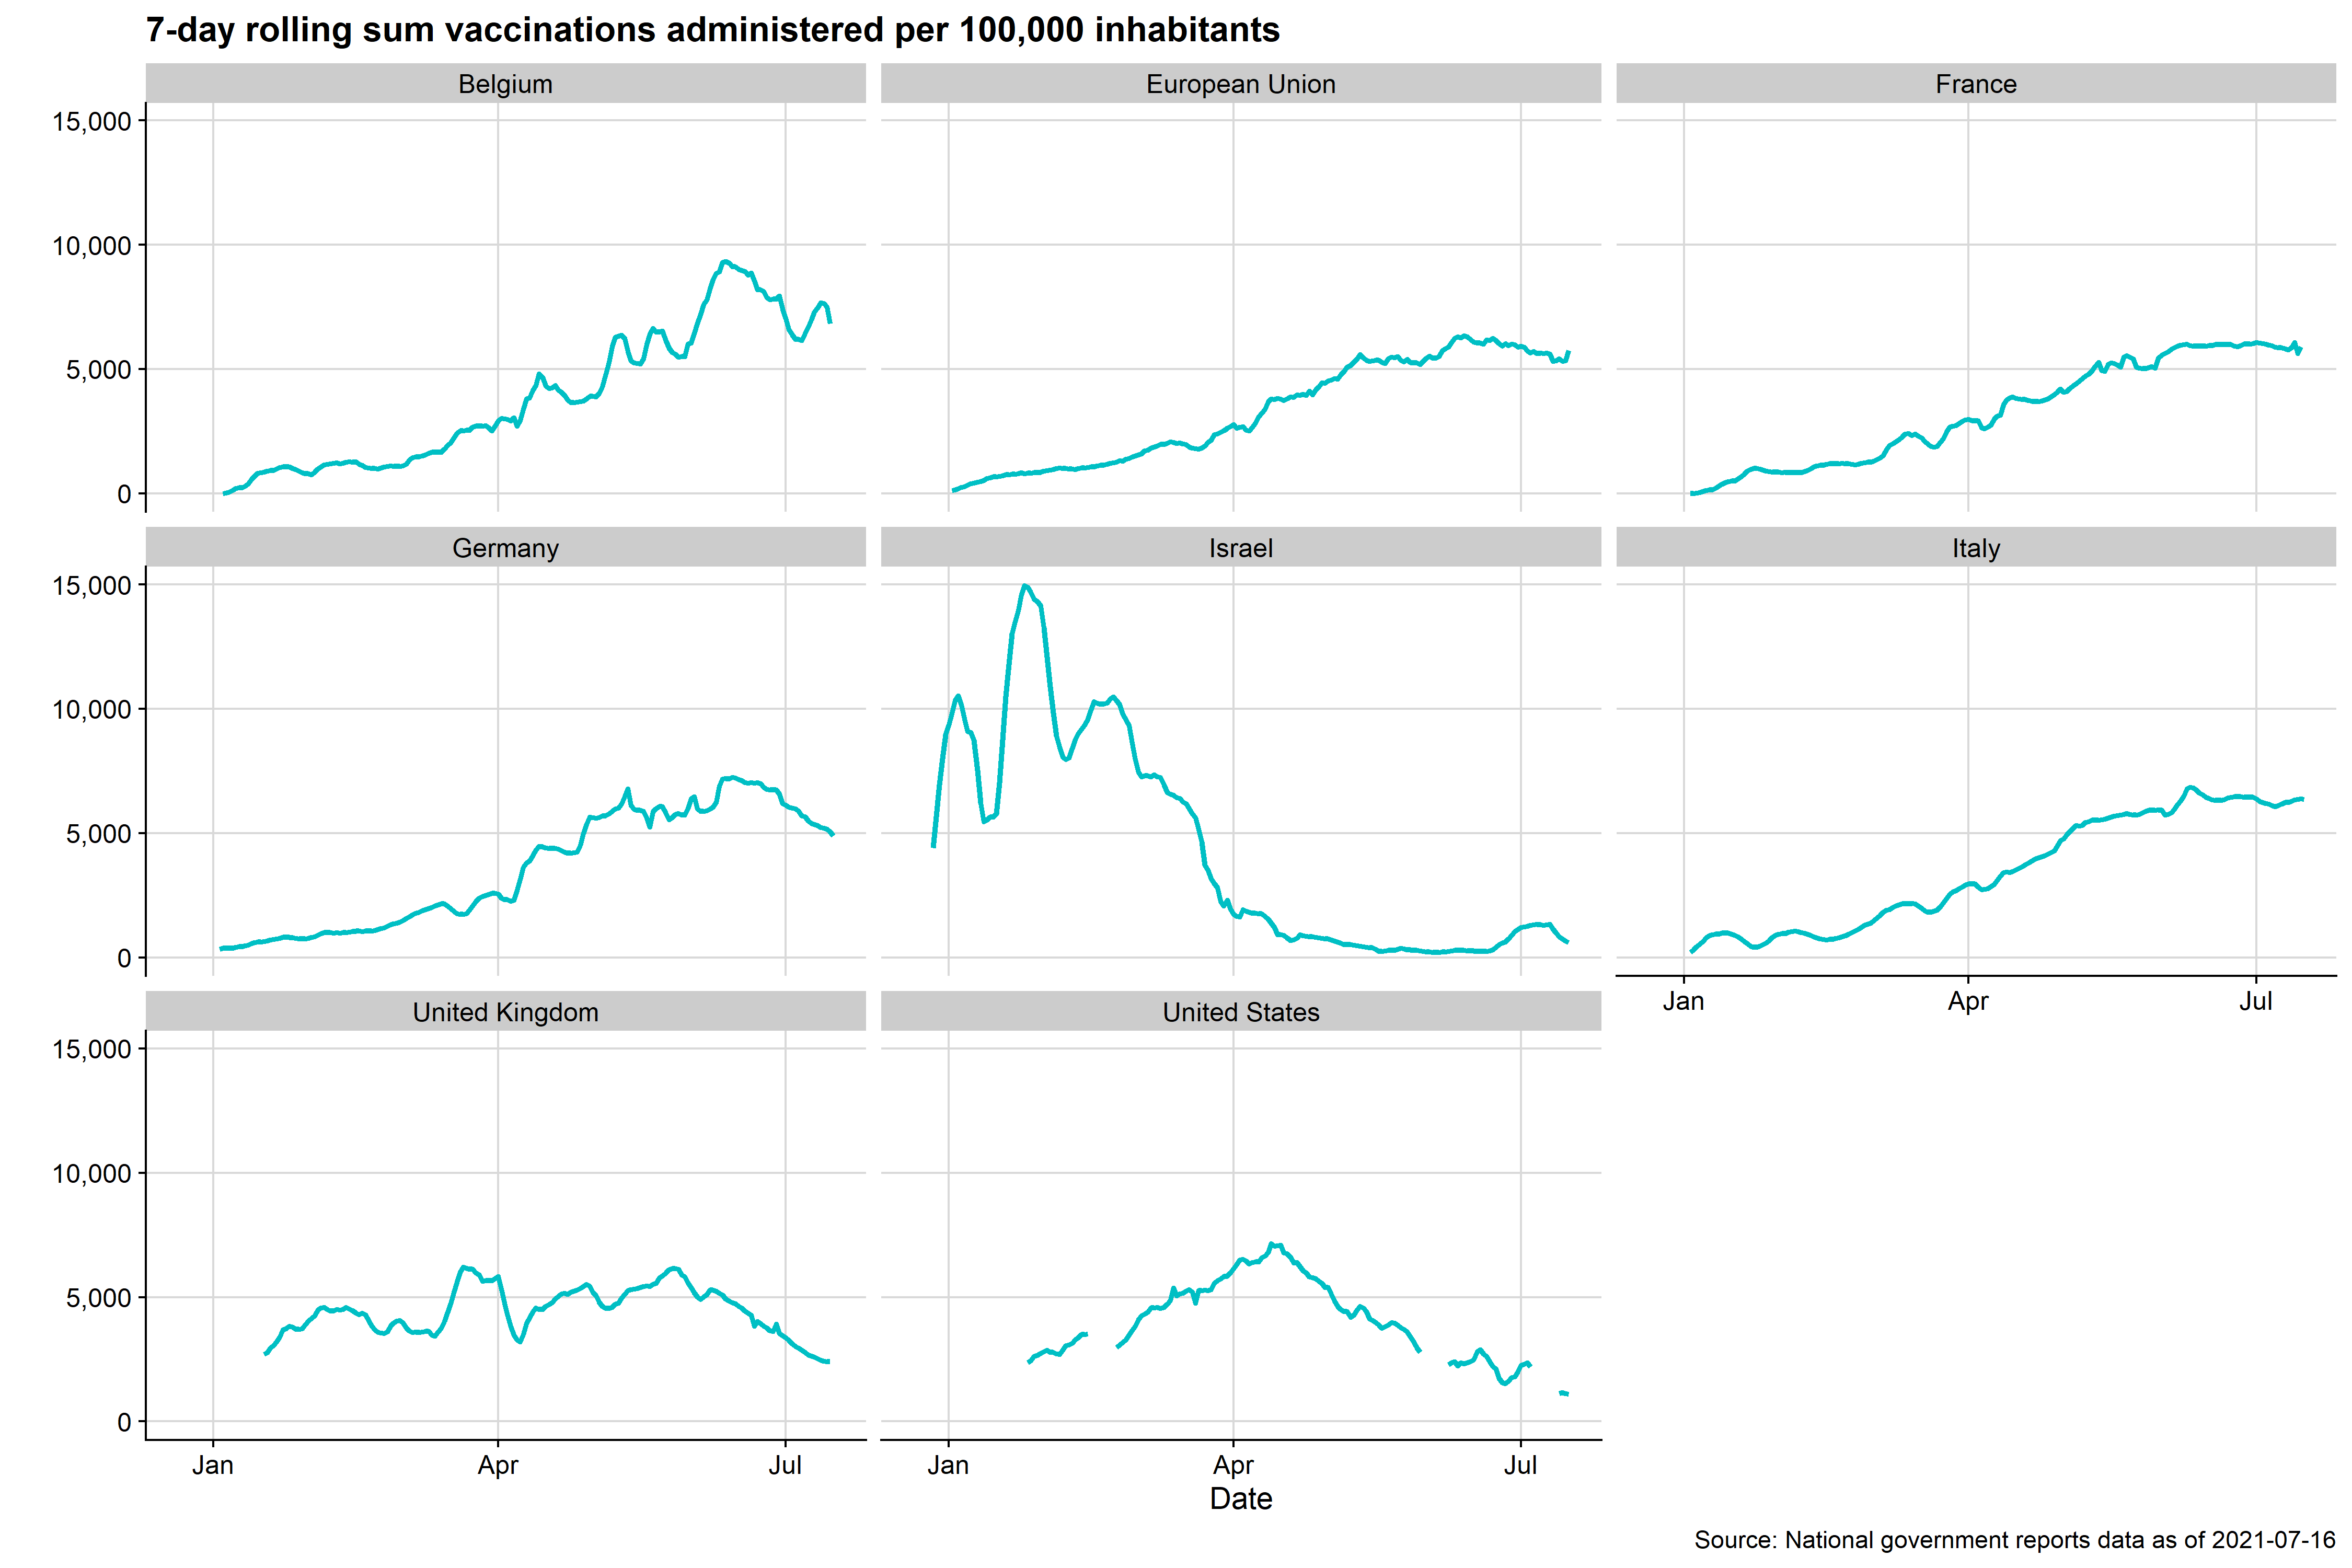 7-day rolling sum vaccinations administered per 100,000 inhabitants
Belgium
European Union
France
15,000
10,000
5,000
0
Germany
Israel
Italy
15,000
10,000
5,000
0
Jan
Apr
Jul
United Kingdom
United States
15,000
10,000
5,000
0
Jan
Apr
Jul
Jan
Apr
Jul
Date
Source: National government reports data as of 2021-07-16